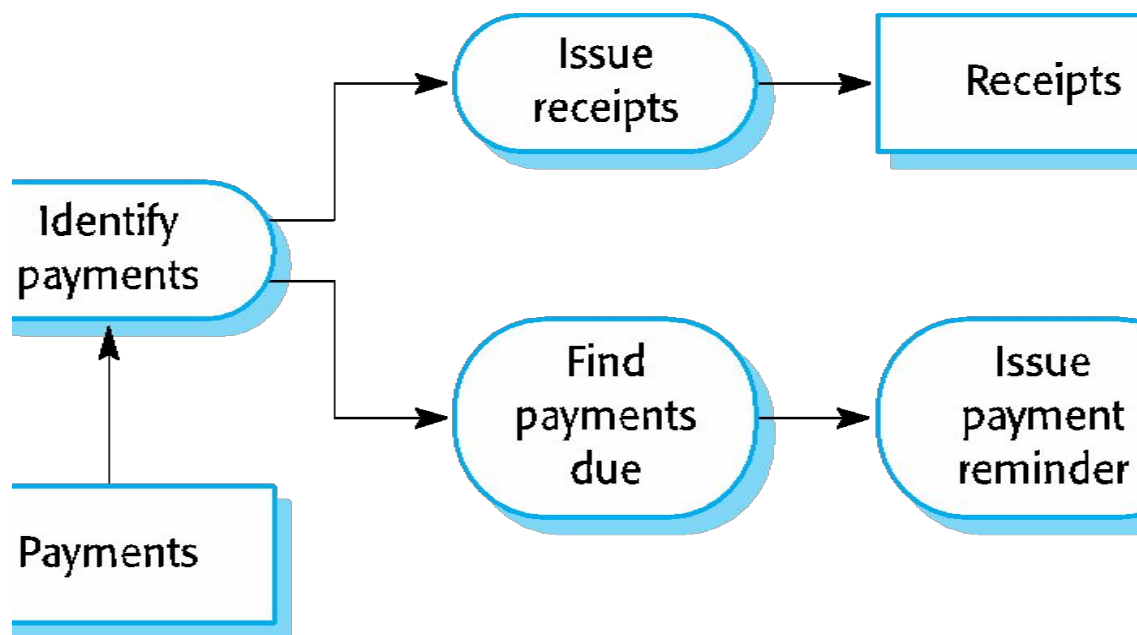 Issue
receipts
Receipts
Identify
payments
Find
payments
due
Issue
payment
reminder
Payments